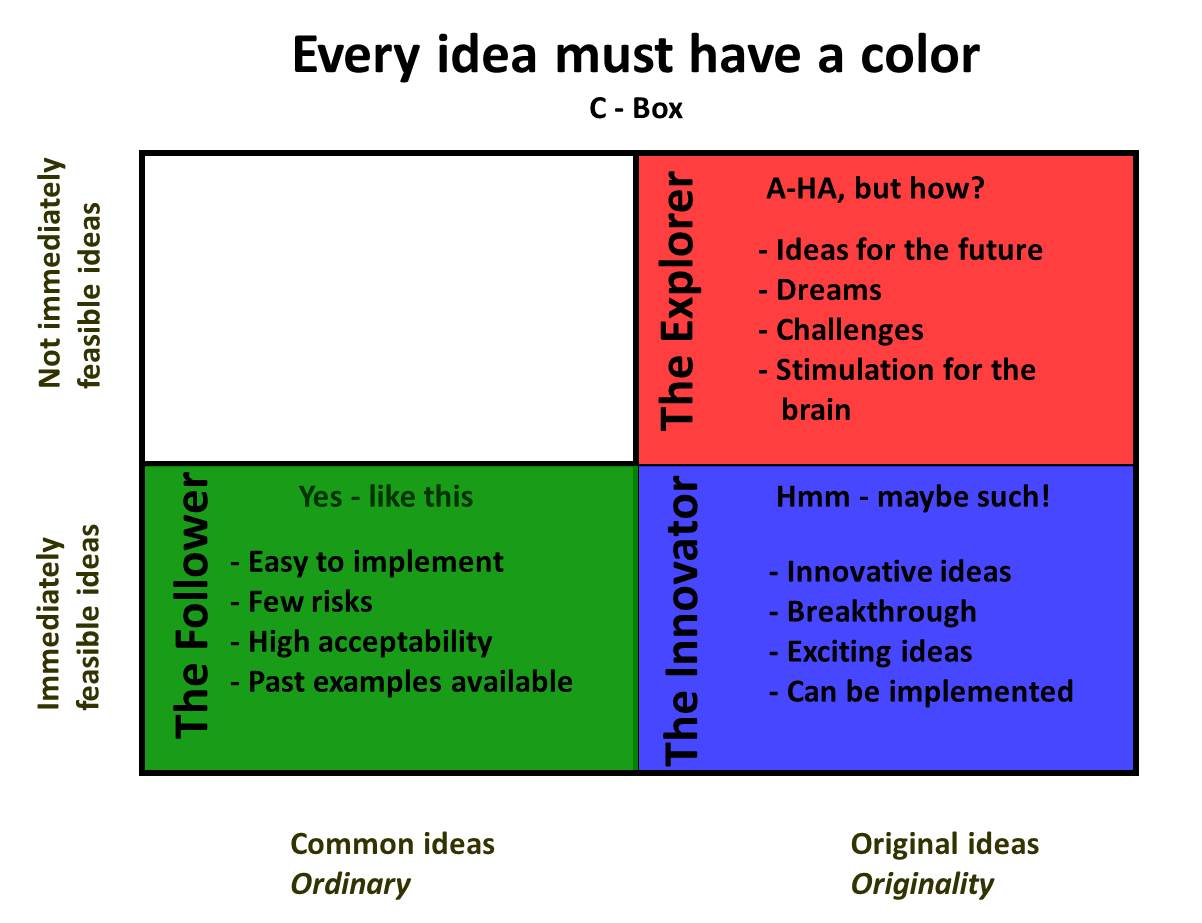 Every idea must have a color
C - Box
Not immediately
feasible ideas
The Explorer
A-HA, but how?
- Ideas for the future
- Dreams
- Challenges
- Stimulation for the
brain
Immediately
feasible ideas
The Follower
Yes - like this
- Easy to implement
- Few risks
- High acceptability
- Past examples available
The Innovator
Hmm - maybe such!
- Innovative ideas
- Breakthrough
- Exciting ideas
- Can be implemented
Common ideas
Ordinary
Original ideas
Originality